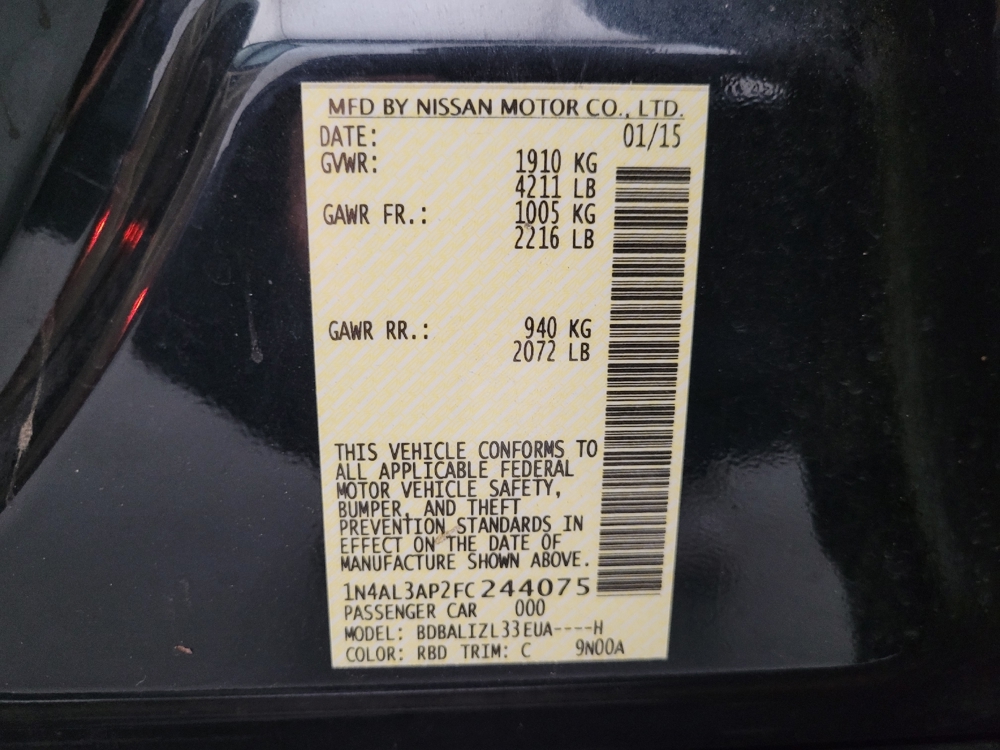 MFD BY NISSAN MOTOR CO., LTD.
DATE: 01/15
GVWR: 1910 KG
4211 LB
GAWR FR.: 1005 KG
2216 LB
GAWR RR.: 940 KG
2072 LB
THIS VEHICLE CONFORMS TO
ALL APPLICABLE FEDERAL
MOTOR VEHICLE SAFETY,
BUMPER, AND THEFT
PREVENTION STANDARDS IN
EFFECT ON THE DATE OF
MANUFACTURE SHOWN ABOVE.
1N4AL3AP2FC244075
PASSENGER CAR 000
MODEL: BDBALIZL33EUA----H
COLOR: RBD TRIM: C 9N00A